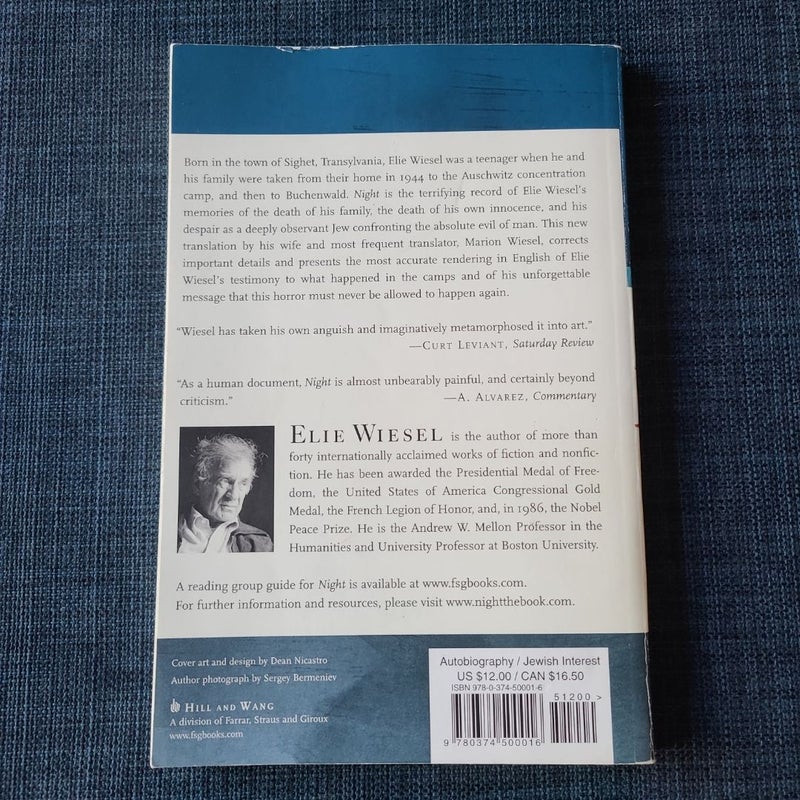 Born in the town of Sighet, Transylvania, Elie Wiesel was a teenager when he and
his family were taken from their home in 1944 to the Auschwitz concentration
camp, and then to Buchenwald. Night is the terrifying record of Elie Wiesel's
memories of the death of his family, the death of his own innocence, and his
despair as a deeply observant Jew confronting the absolute evil of man. This new
translation by his wife and most frequent translator, Marion Wiesel, corrects
important details and presents the most accurate rendering in English of Elie
Wiesel's testimony to what happened in the camps and of his unforgettable
message that this horror must never be allowed to happen again.
“Wiesel has taken his own anguish and imaginatively metamorphosed it into art.”
—CURT LEVIANT, Saturday Review
“As a human document, Night is almost unbearably painful, and certainly beyond
criticism.” —A. ALVAREZ, Commentary
ELIE WIESEL is the author of more than
forty internationally acclaimed works of fiction and nonfic-
tion. He has been awarded the Presidential Medal of Free-
dom, the United States of America Congressional Gold
Medal, the French Legion of Honor, and, in 1986, the Nobel
Peace Prize. He is the Andrew W. Mellon Professor in the
Humanities and University Professor at Boston University.
A reading group guide for Night is available at www.fsgbooks.com.
For further information and resources, please visit www.nightthebook.com.
Cover art and design by Dean Nicastro
Author photograph by Sergey Bermeniev
HILL AND WANG
A division of Farrar, Straus and Giroux
www.fsgbooks.com
Autobiography / Jewish Interest
US $12.00 / CAN $16.50
ISBN 978-0-374-50001-6
51200 >
9 780374 500016